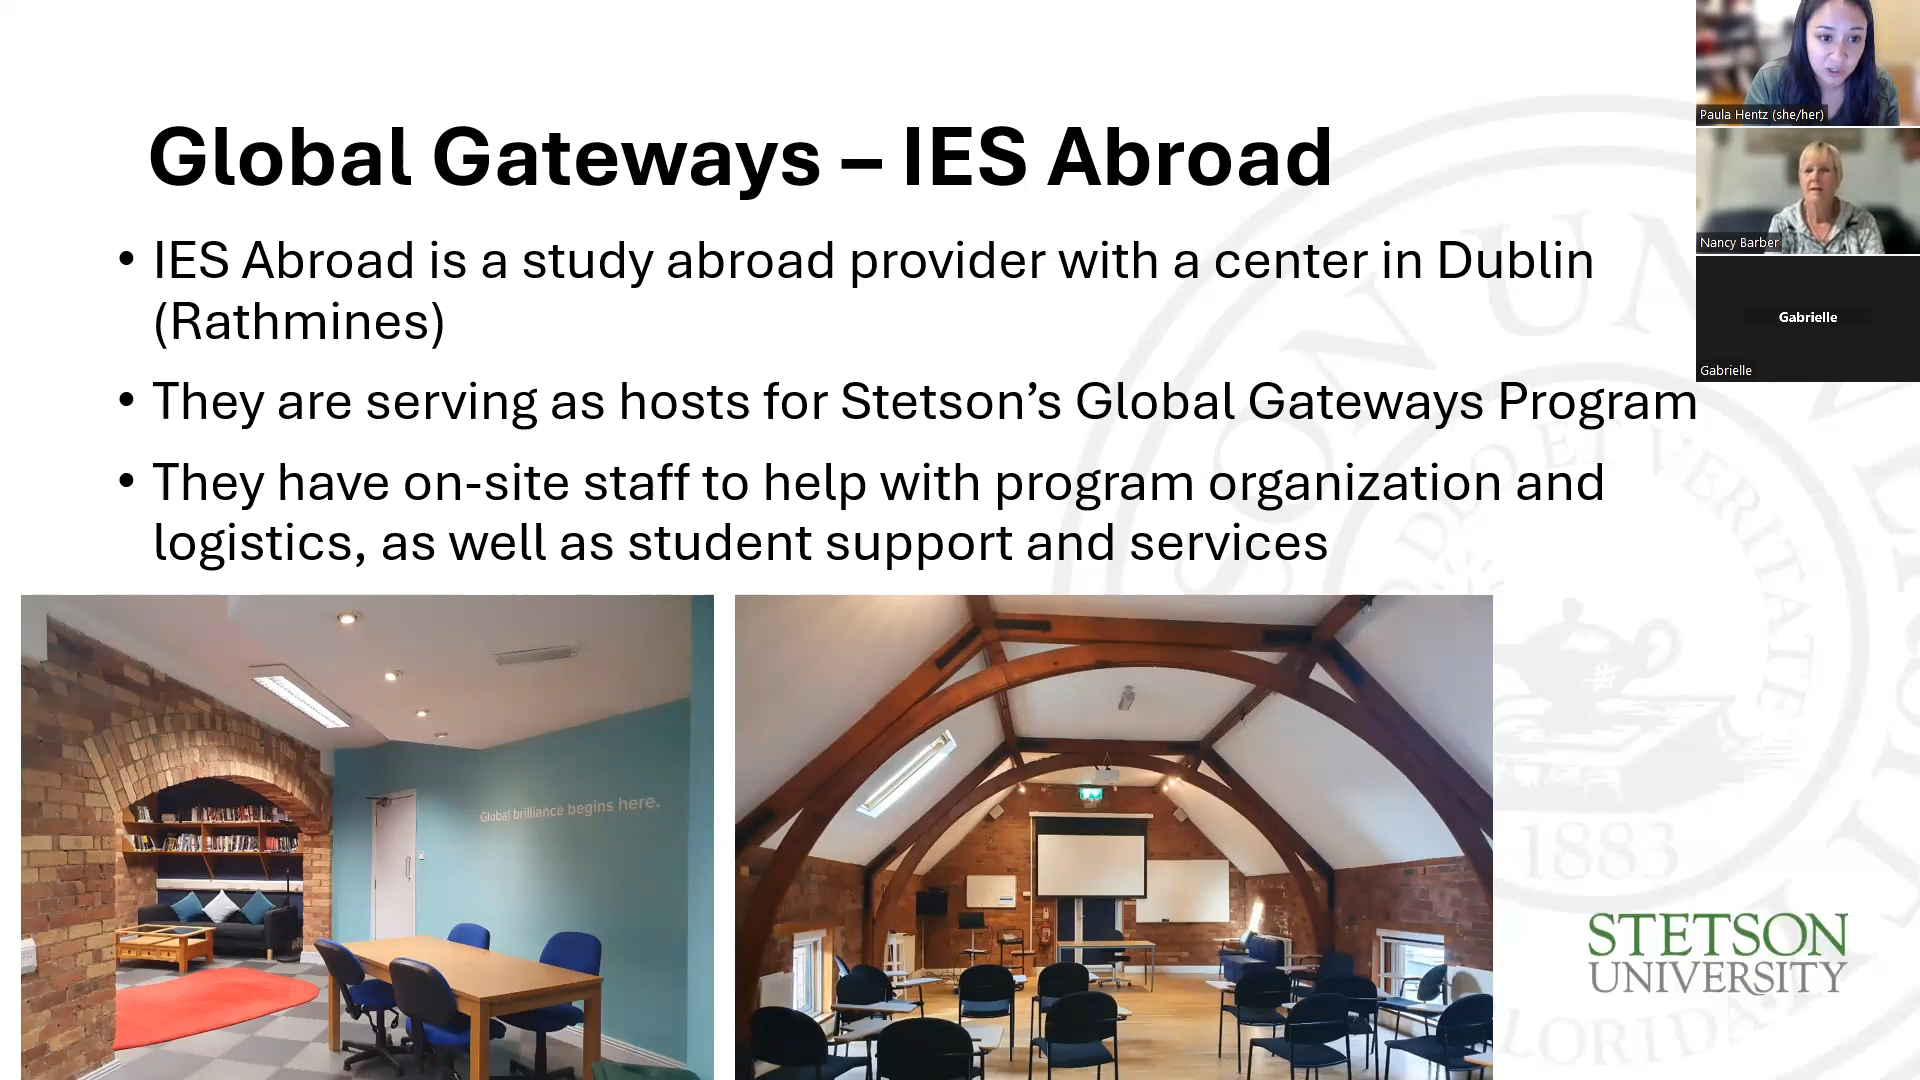 Global Gateways – IES Abroad
• IES Abroad is a study abroad provider with a center in Dublin
(Rathmines)
• They are serving as hosts for Stetson’s Global Gateways Program
• They have on-site staff to help with program organization and
logistics, as well as student support and services
Global brilliance begins here.
1883
STETSON
UNIVERSITY
Paula Hentz (she/her)
Nancy Barber
Gabrielle
Gabrielle